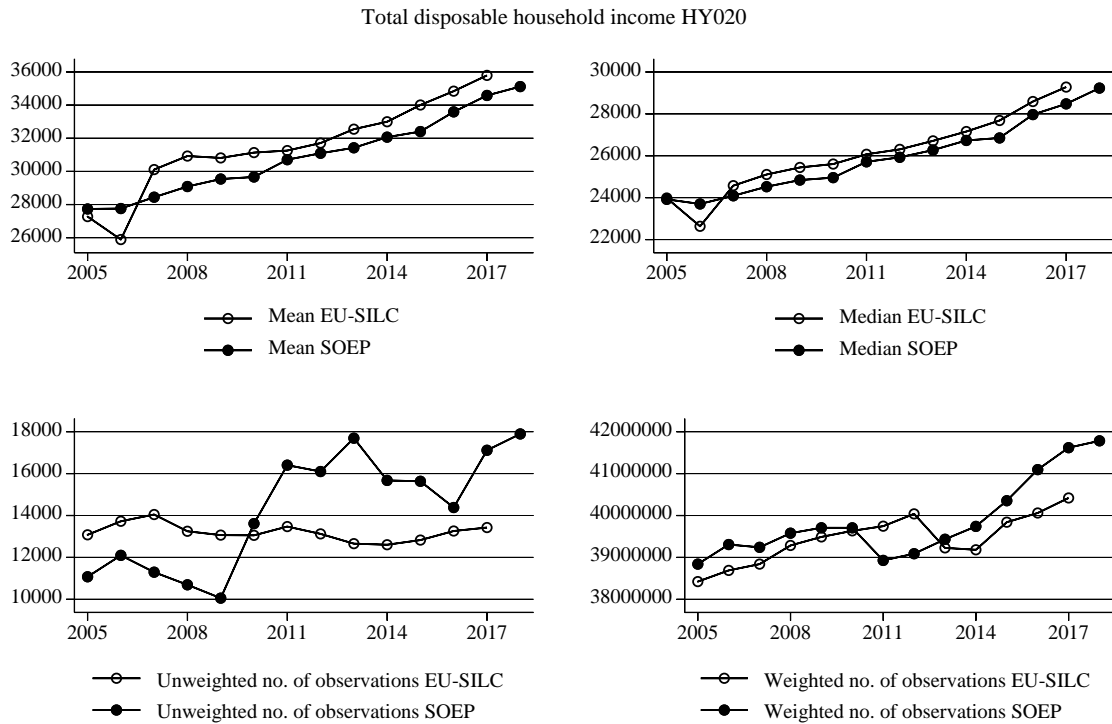 Total disposable household income HY020
36000
34000
32000
30000
28000
26000
2005 2008 2011 2014 2017
Mean EU-SILC
Mean SOEP
30000
28000
26000
24000
22000
2005 2008 2011 2014 2017
Median EU-SILC
Median SOEP
18000
16000
14000
12000
10000
2005 2008 2011 2014 2017
Unweighted no. of observations EU-SILC
Unweighted no. of observations SOEP
42000000
41000000
40000000
39000000
38000000
2005 2008 2011 2014 2017
Weighted no. of observations EU-SILC
Weighted no. of observations SOEP